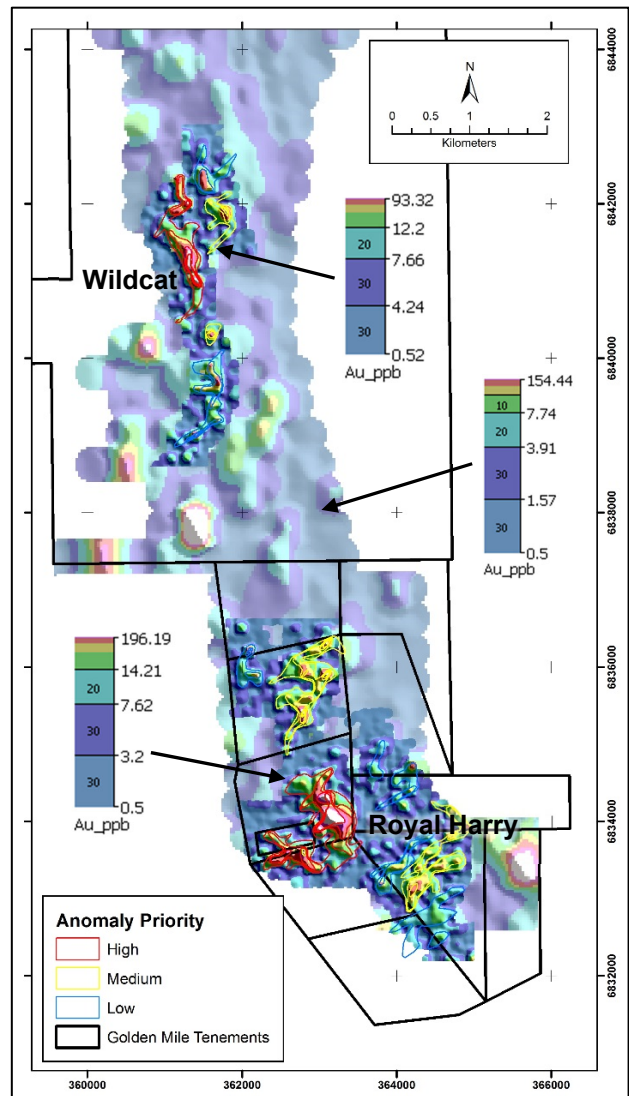 N
0 0.5 1 2
Kilometers
6844000
6842000
6840000
6838000
6836000
6834000
6832000
Wildcat
93.32
12.2
20
7.66
30
4.24
30
0.52
Au_ppb
154.44
10
7.74
20
3.91
30
1.57
30
0.5
Au_ppb
196.19
14.21
20
7.62
30
3.2
30
0.5
Au_ppb
Royal Harry
Anomaly Priority
High
Medium
Low
Golden Mile Tenements
360000 362000 364000 366000